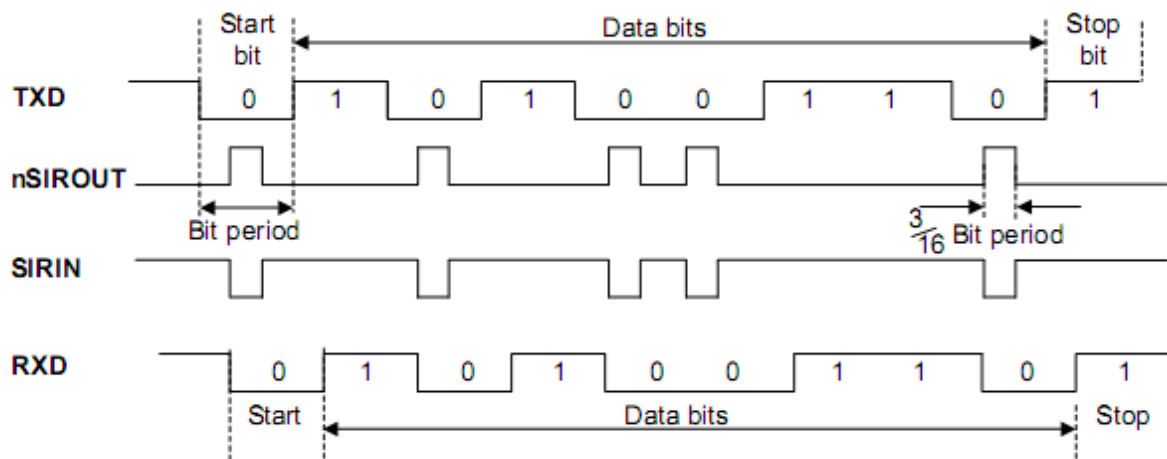 Start bit
Data bits
Stop bit
TXD
0 1 0 1 0 0 1 1 0 1
nSIROUT
Bit period
3/16 Bit period
SIRIN
RXD
0 1 0 1 0 0 1 1 0 1
Start
Data bits
Stop